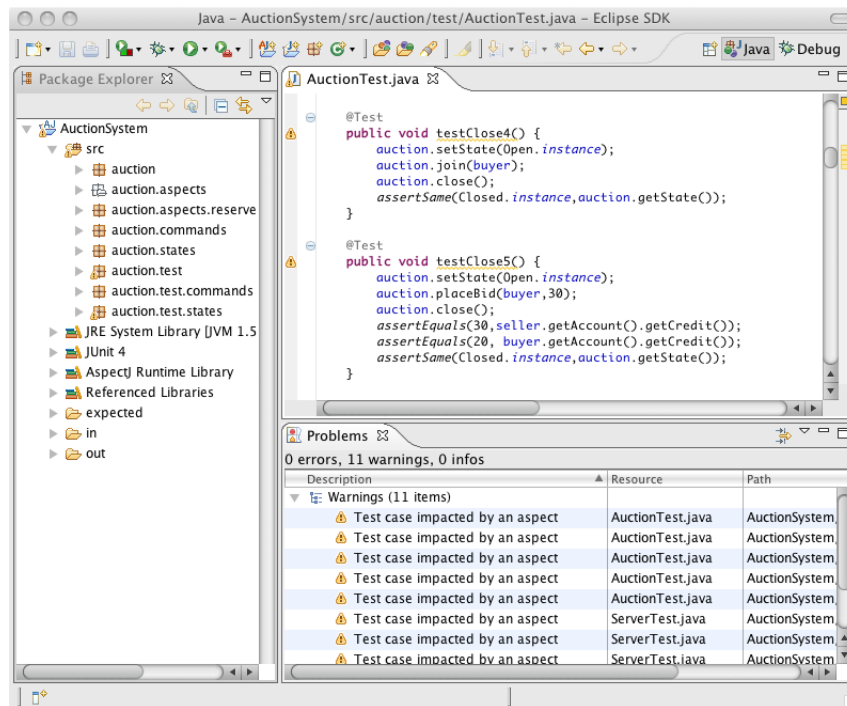 Java – AuctionSystem/src/auction/test/AuctionTest.java – Eclipse SDK
Java Debug
Package Explorer
AuctionSystem
src
auction
auction.aspects
auction.aspects.reserve
auction.commands
auction.states
auction.test
auction.test.commands
auction.test.states
JRE System Library [JVM 1.5
JUnit 4
AspectJ Runtime Library
Referenced Libraries
expected
in
out
AuctionTest.java
@Test
public void testClose4() {
auction.setState(Open.instance);
auction.join(buyer);
auction.close();
assertSame(Closed.instance,auction.getState());
}
@Test
public void testClose5() {
auction.setState(Open.instance);
auction.placeBid(buyer,30);
auction.close();
assertEquals(30,seller.getAccount().getCredit());
assertEquals(20, buyer.getAccount().getCredit());
assertSame(Closed.instance,auction.getState());
}
Problems
0 errors, 11 warnings, 0 infos
Description Resource Path
Warnings (11 items)
Test case impacted by an aspect AuctionTest.java AuctionSystem
Test case impacted by an aspect AuctionTest.java AuctionSystem
Test case impacted by an aspect AuctionTest.java AuctionSystem
Test case impacted by an aspect AuctionTest.java AuctionSystem
Test case impacted by an aspect AuctionTest.java AuctionSystem
Test case impacted by an aspect ServerTest.java AuctionSystem
Test case impacted by an aspect ServerTest.java AuctionSystem
Test case impacted by an aspect ServerTest.java AuctionSystem